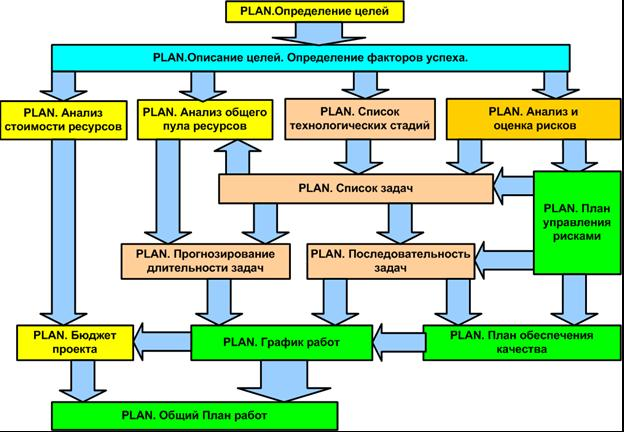 PLAN.Определение целей
PLAN.Описание целей. Определение факторов успеха.
PLAN. Анализ
стоимости ресурсов
PLAN. Анализ общего
пула ресурсов
PLAN. Список
технологических стадий
PLAN. Анализ и
оценка рисков
PLAN. Список задач
PLAN. План
управления
рисками
PLAN. Прогнозирование
длительности задач
PLAN. Последовательность
задач
PLAN. Бюджет
проекта
PLAN. График работ
PLAN. План обеспечения
качества
PLAN. Общий План работ